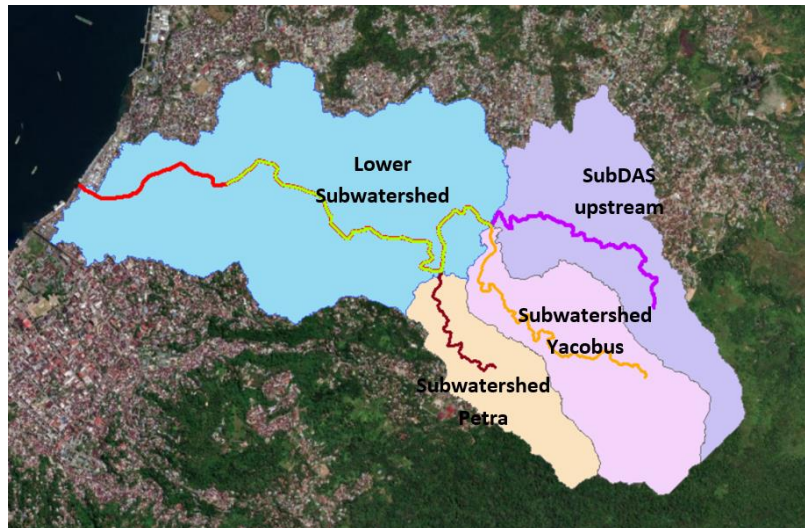 Lower
Subwatershed
SubDAS
upstream
Subwatershed
Yacobus
Subwatershed
Petra